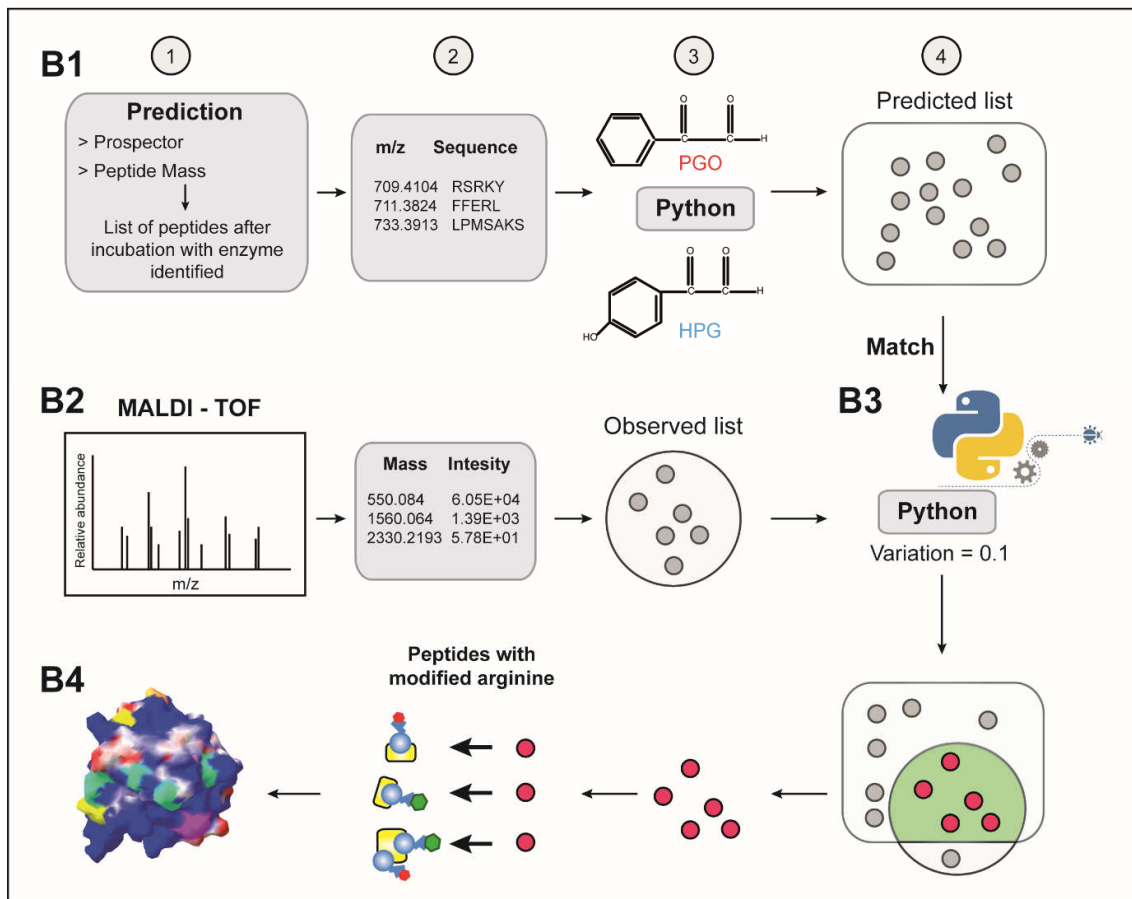 B1
1
2
3
4
Prediction
> Prospector
> Peptide Mass
List of peptides after
incubation with enzyme
identified
m/z Sequence
709.4104 RSRKY
711.3824 FFERL
733.3913 LPMSAKS
O O
C C H
PGO
Python
O O
C C H
HO
HPG
Predicted list
Match
B2
MALDI - TOF
Relative abundance
m/z
Mass Intesity
550.084 6.05E+04
1560.064 1.39E+03
2330.2193 5.78E+01
Observed list
B3
Python
Variation = 0.1
B4
Peptides with
modified arginine